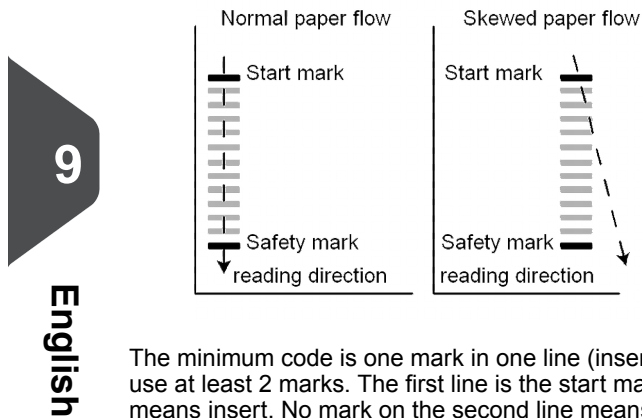 Normal paper flow
Skewed paper flow
Start mark
Start mark
Safety mark
Safety mark
reading direction
reading direction
9
English
The minimum code is one mark in one line (inser
use at least 2 marks. The first line is the start ma
means insert. No mark on the second line means